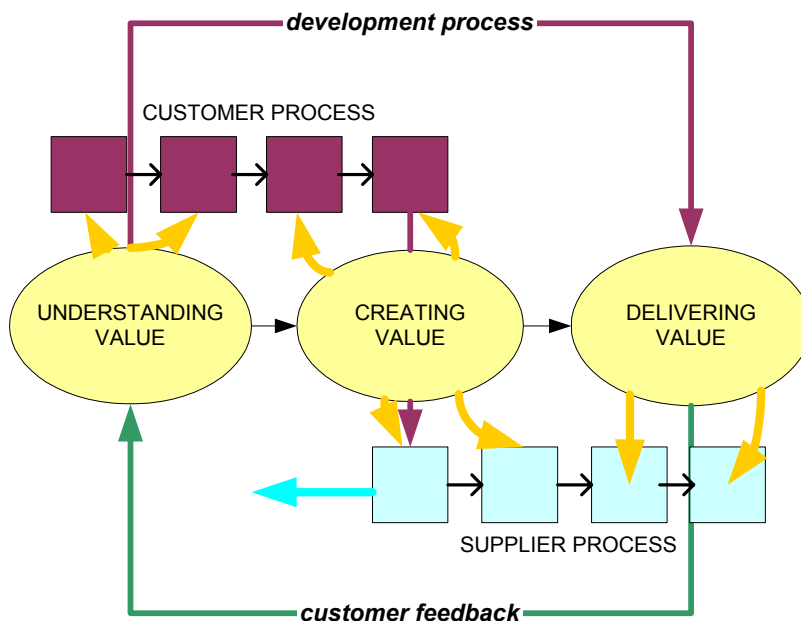 development process
CUSTOMER PROCESS
UNDERSTANDING
VALUE
CREATING
VALUE
DELIVERING
VALUE
SUPPLIER PROCESS
customer feedback